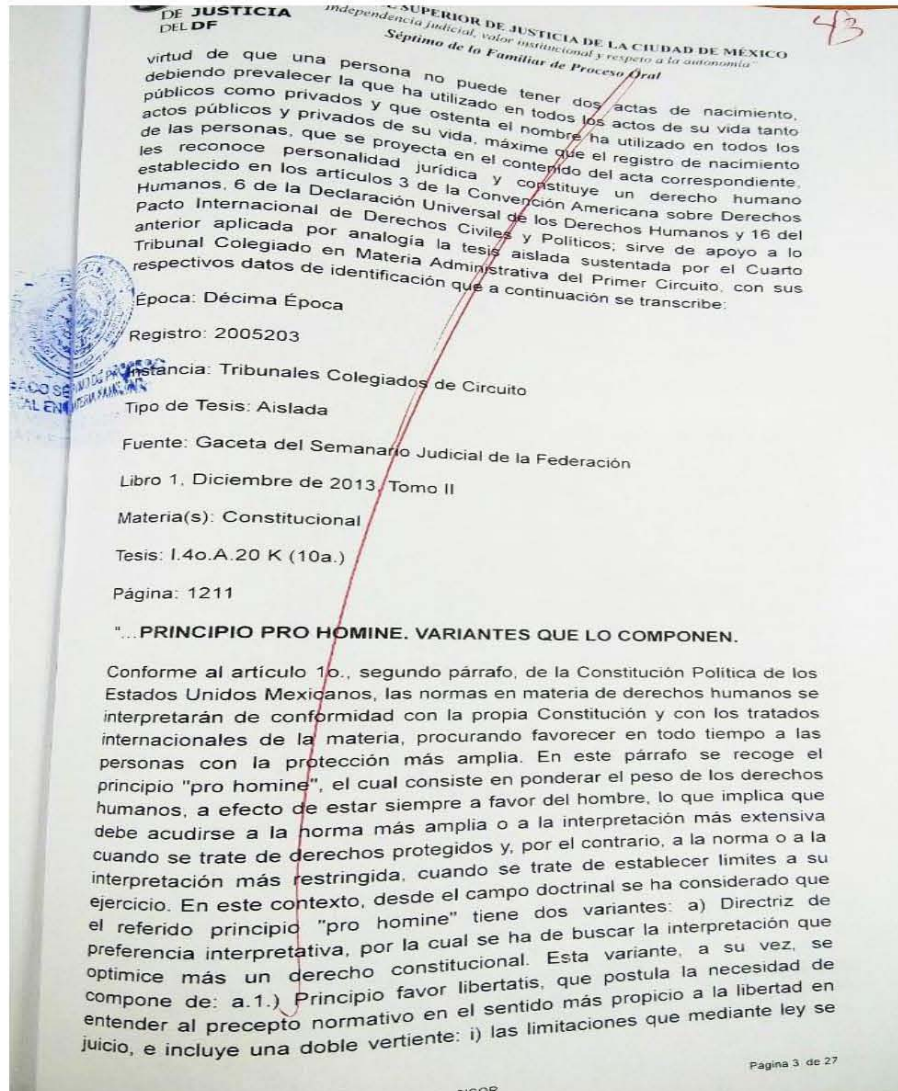 DE JUSTICIA
DEL DF
SUPERIOR DE JUSTICIA DE LA CIUDAD DE MÉXICO
independencia judicial, valor institucional y respeto a la autonomía"
Séptimo de lo Familiar de Proceso Oral
43
virtud de que una persona no puede tener dos actas de nacimiento,
debiendo prevalecer la que ha utilizado en todos los actos de su vida tanto
públicos como privados y que ostenta el nombre ha utilizado en todos los
actos públicos y privados de su vida, máxime que el registro de nacimiento
de las personas, que se proyecta en el contenido del acta correspondiente,
les reconoce personalidad jurídica y constituye un derecho humano
establecido en los artículos 3 de la Convención Americana sobre Derechos
Humanos, 6 de la Declaración Universal de los Derechos Humanos y 16 del
Pacto Internacional de Derechos Civiles y Políticos; sirve de apoyo a lo
anterior aplicada por analogía la tesis aislada sustentada por el Cuarto
Tribunal Colegiado en Materia Administrativa del Primer Circuito, con sus
respectivos datos de identificación que a continuación se transcribe:
Época: Décima Época
Registro: 2005203
Instancia: Tribunales Colegiados de Circuito
Tipo de Tesis: Aislada
Fuente: Gaceta del Semanario Judicial de la Federación
Libro 1, Diciembre de 2013, Tomo II
Materia(s): Constitucional
Tesis: I.4o.A.20 K (10a.)
Página: 1211
"...PRINCIPIO PRO HOMINE. VARIANTES QUE LO COMPONEN.
Conforme al artículo 1o., segundo párrafo, de la Constitución Política de los
Estados Unidos Mexicanos, las normas en materia de derechos humanos se
interpretarán de conformidad con la propia Constitución y con los tratados
internacionales de la materia, procurando favorecer en todo tiempo a las
personas con la protección más amplia. En este párrafo se recoge el
principio "pro homine", el cual consiste en ponderar el peso de los derechos
humanos, a efecto de estar siempre a favor del hombre, lo que implica que
debe acudirse a la norma más amplia o a la interpretación más extensiva
cuando se trate de derechos protegidos y, por el contrario, a la norma o a la
interpretación más restringida, cuando se trate de establecer límites a su
ejercicio. En este contexto, desde el campo doctrinal se ha considerado que
el referido principio "pro homine" tiene dos variantes: a) Directriz de
preferencia interpretativa, por la cual se ha de buscar la interpretación que
optimice más un derecho constitucional. Esta variante, a su vez, se
compone de: a.1.) Principio favor libertatis, que postula la necesidad de
entender al precepto normativo en el sentido más propicio a la libertad en
juicio, e incluye una doble vertiente: i) las limitaciones que mediante ley se
Pagina 3 de 27